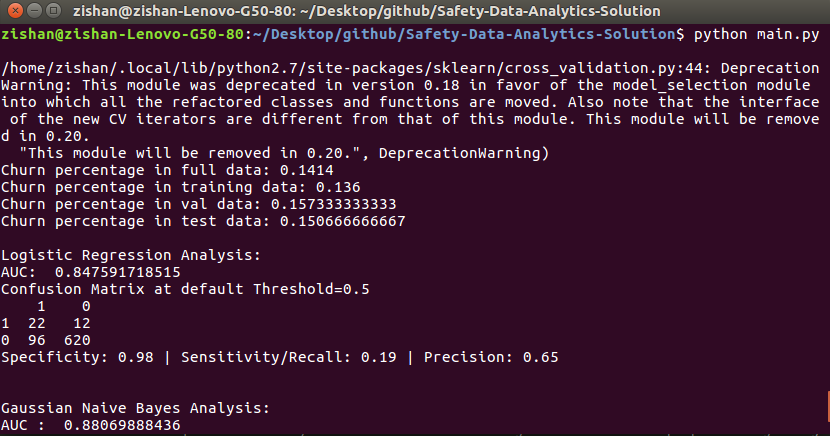 zishan@zishan-Lenovo-G50-80: ~/Desktop/github/Safety-Data-Analytics-Solution
zishan@zishan-Lenovo-G50-80:~/Desktop/github/Safety-Data-Analytics-Solution$ python main.py
/home/zishan/.local/lib/python2.7/site-packages/sklearn/cross_validation.py:44: Deprecation
Warning: This module was deprecated in version 0.18 in favor of the model_selection module
into which all the refactored classes and functions are moved. Also note that the interface
 of the new CV iterators are different from that of this module. This module will be remove
d in 0.20.
  "This module will be removed in 0.20.", DeprecationWarning)
Churn percentage in full data: 0.1414
Churn percentage in training data: 0.136
Churn percentage in val data: 0.157333333333
Churn percentage in test data: 0.150666666667
Logistic Regression Analysis:
AUC:  0.847591718515
Confusion Matrix at default Threshold=0.5
    1    0
1  22   12
0  96  620
Specificity: 0.98 | Sensitivity/Recall: 0.19 | Precision: 0.65
Gaussian Naive Bayes Analysis:
AUC :  0.88069888436